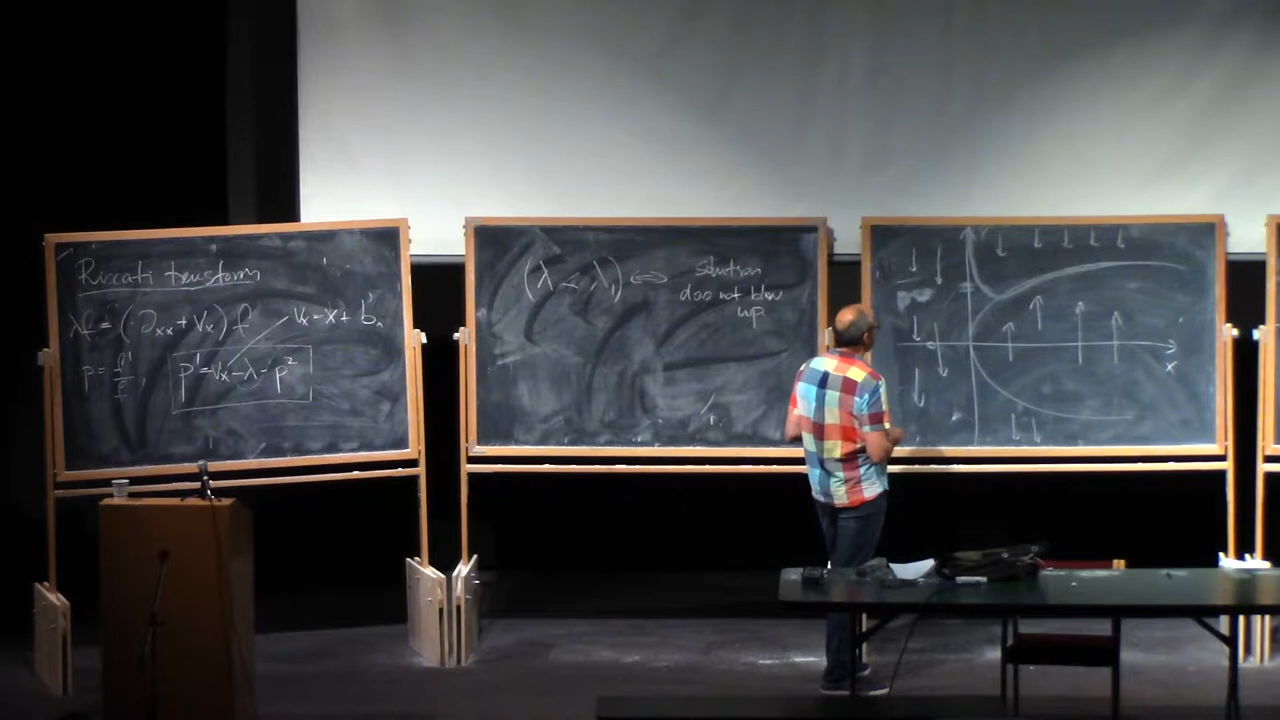 Riccati transform
λf = (-∂xx + Vx) f
Vx = x + b'x
p = f'/f, p' = Vx - λ - p²
(λ < λ₁) ⇔ solution
does not blow
up.
x